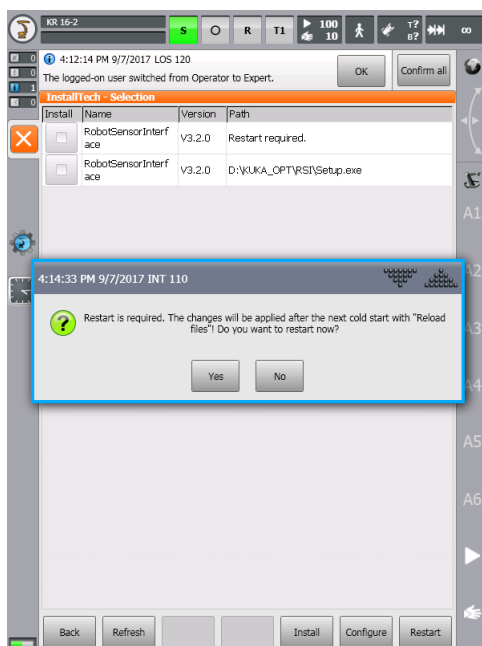 KR 16-2
S O R T1 100 10 T? B? ∞
0
0
1
0
4:12:14 PM 9/7/2017 LOS 120
The logged-on user switched from Operator to Expert.
OK
Confirm all
InstallTech - Selection
Install Name Version Path
RobotSensorInterf
ace
V3.2.0 Restart required.
RobotSensorInterf
ace
V3.2.0 D:\KUKA_OPT\RSI\Setup.exe
4:14:33 PM 9/7/2017 INT 110
Restart is required. The changes will be applied after the next cold start with "Reload
files"! Do you want to restart now?
Yes No
A1
A2
A3
A4
A5
A6
Back Refresh Install Configure Restart